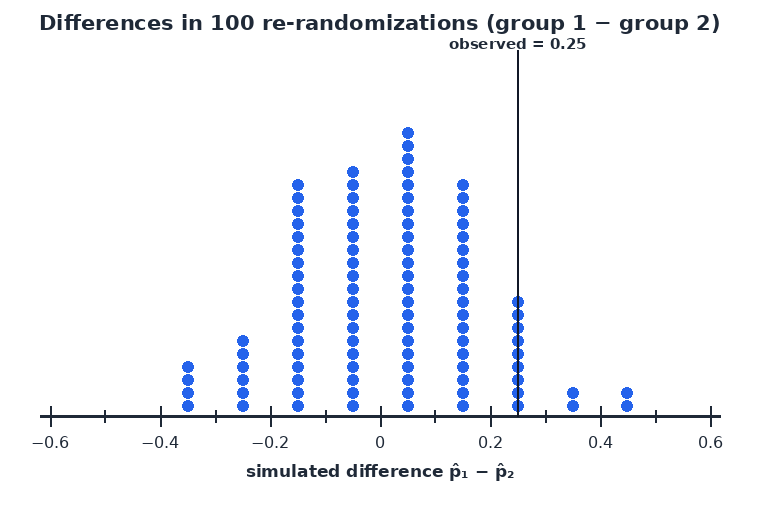 Differences in 100 re-randomizations (group 1 − group 2)
observed = 0.25
−0.6 −0.4 −0.2 0 0.2 0.4 0.6
simulated difference p̂₁ − p̂₂